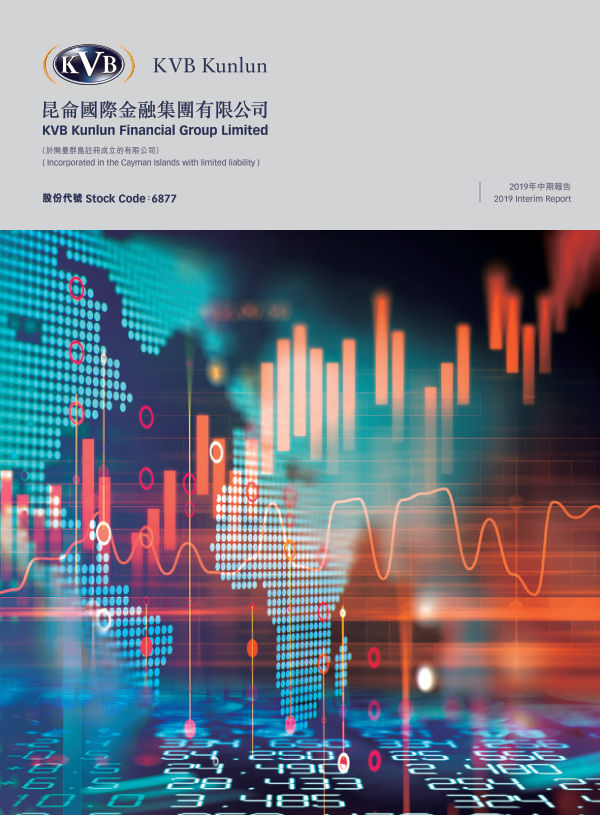 KVB KVB Kunlun
昆侖國際金融集團有限公司
KVB Kunlun Financial Group Limited
（於開曼群島註冊成立的有限公司）
( Incorporated in the Cayman Islands with limited liability )
股份代號 Stock Code : 6877
2019年中期報告
2019 Interim Report